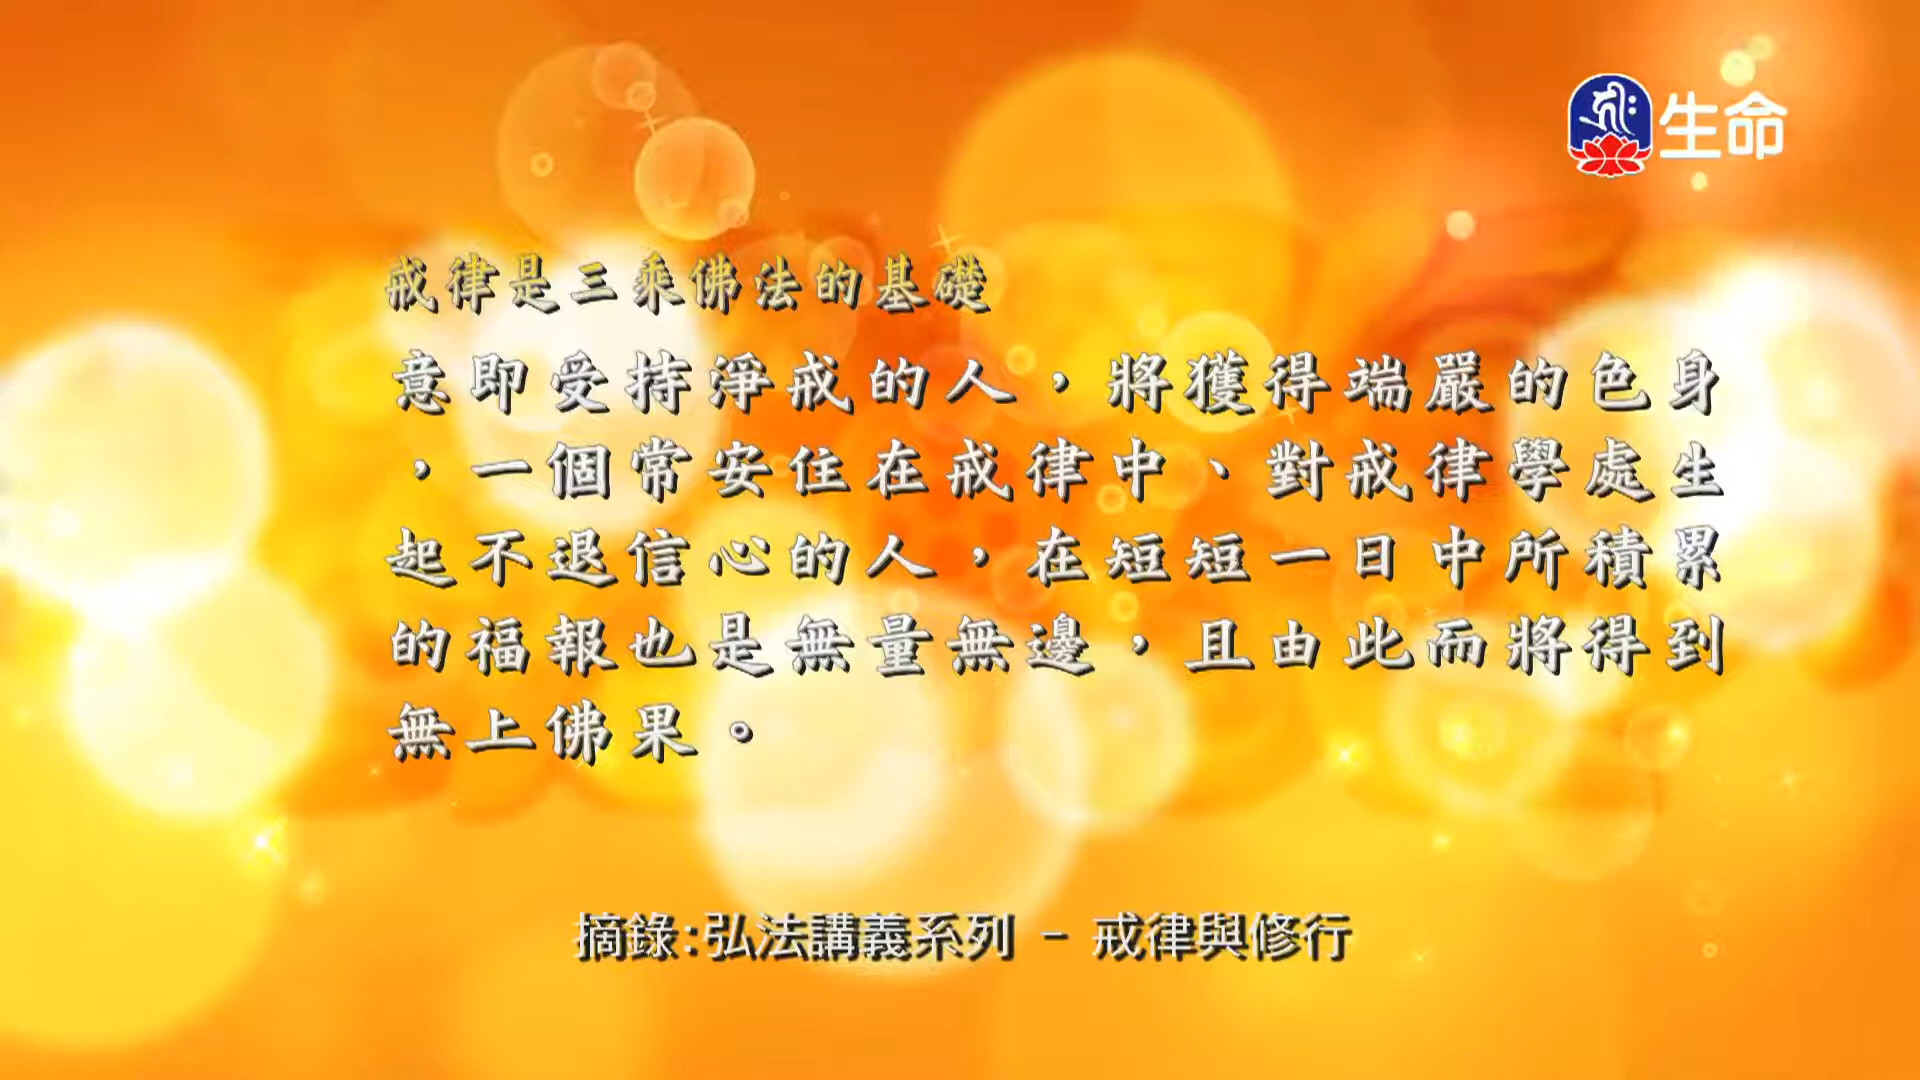 生命
戒律是三乘佛法的基礎
意即受持淨戒的人，將獲得端嚴的色身
，一個常安住在戒律中、對戒律學處生
起不退信心的人，在短短一日中所積累
的福報也是無量無邊，且由此而將得到
無上佛果。
摘錄:弘法講義系列 - 戒律與修行